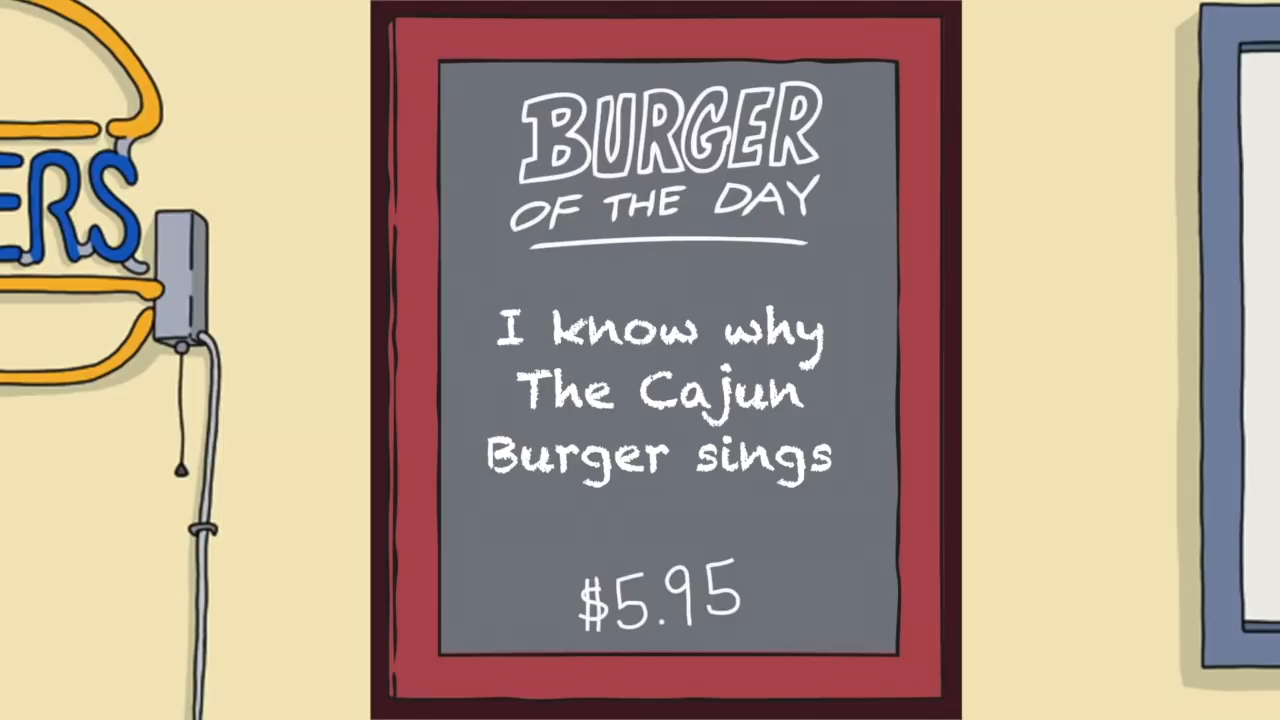 BURGER
OF THE DAY
ERS
I know why
The Cajun
Burger sings
$5.95